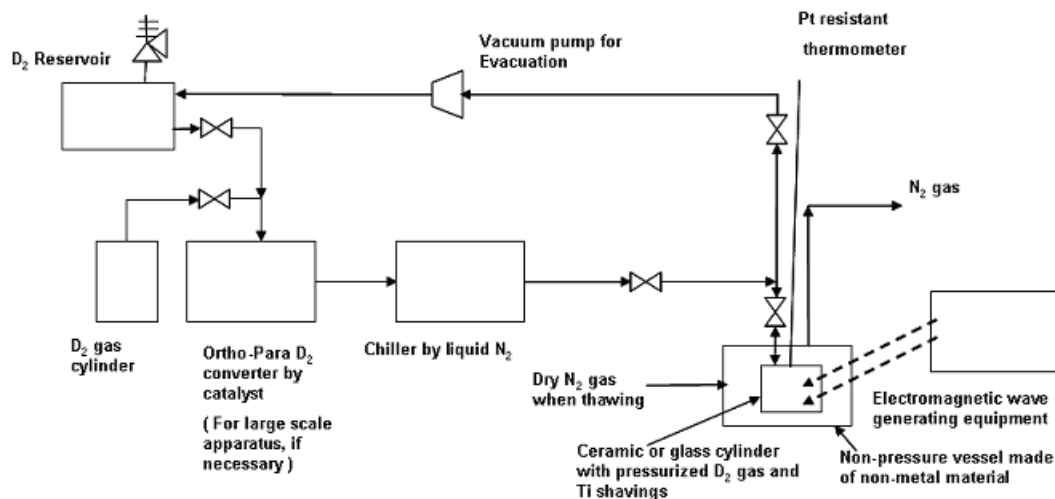 Pt resistant
thermometer
Vacuum pump for
Evacuation
D₂ Reservoir
N₂ gas
D₂ gas
cylinder
Ortho-Para D₂
converter by
catalyst
( For large scale
apparatus, if
necessary )
Chiller by liquid N₂
Dry N₂ gas
when thawing
Ceramic or glass cylinder
with pressurized D₂ gas and
Ti shavings
Electromagnetic wave
generating equipment
Non-pressure vessel made
of non-metal material